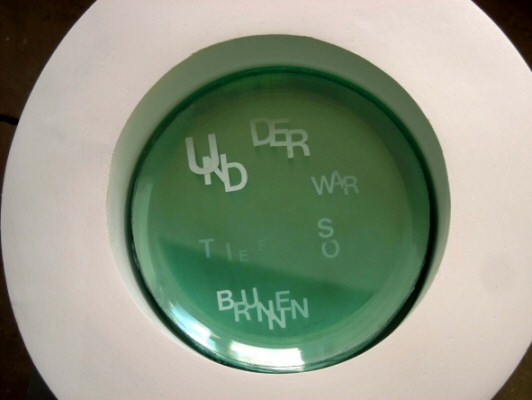 UND DER
WAR
TIEF SO
BRUNNEN